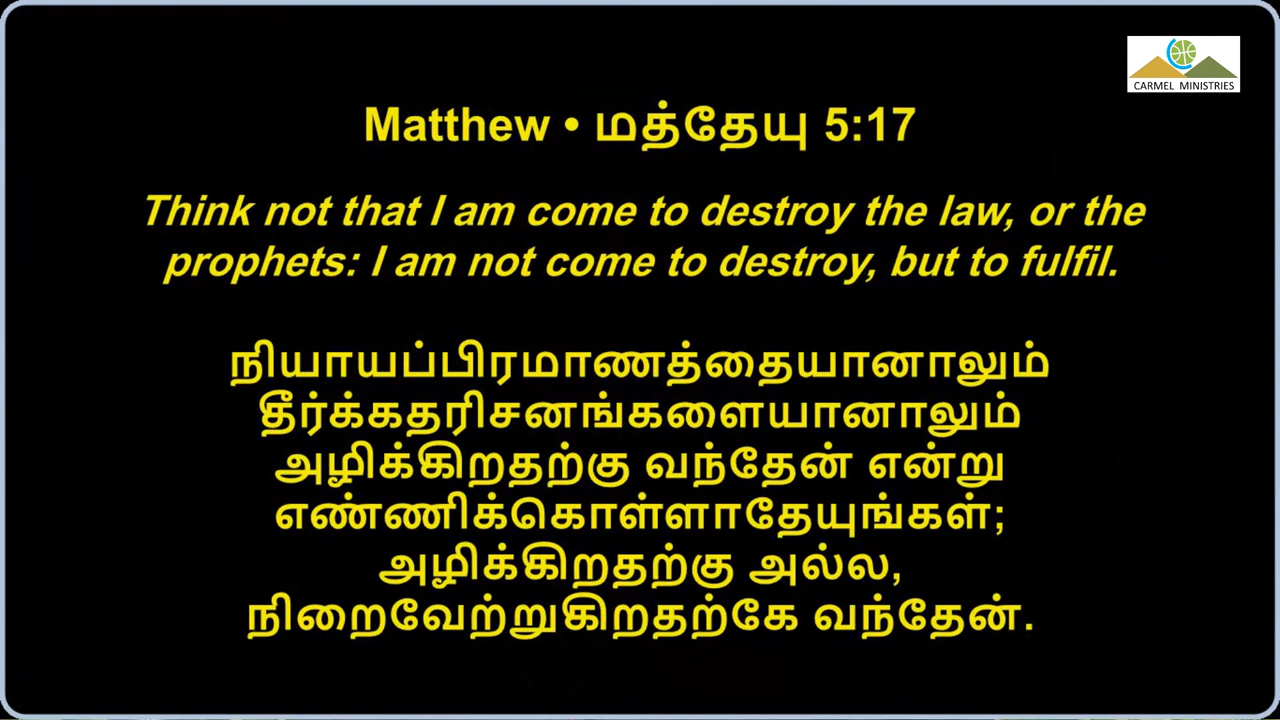 CARMEL MINISTRIES
Matthew • மத்தேயு 5:17
Think not that I am come to destroy the law, or the
prophets: I am not come to destroy, but to fulfil.
நியாயப்பிரமாணத்தையானாலும்
தீர்க்கதரிசனங்களையானாலும்
அழிக்கிறதற்கு வந்தேன் என்று
எண்ணிக்கொள்ளாதேயுங்கள்;
அழிக்கிறதற்கு அல்ல,
நிறைவேற்றுகிறதற்கே வந்தேன்.